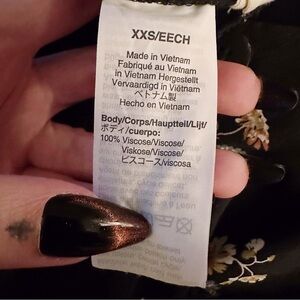 XXS/EECH
Made in Vietnam
Fabriqué au Vietnam
in Vietnam Hergestellt
Vervaardigd in Viëtnam
ベトナム製
Hecho en Vietnam
Body/Corps/Hauptteil/Lijf/
ボディ/cuerpo:
100% Viscose/Viscose/
Viskose/Viscose/
ビスコース/viscosa